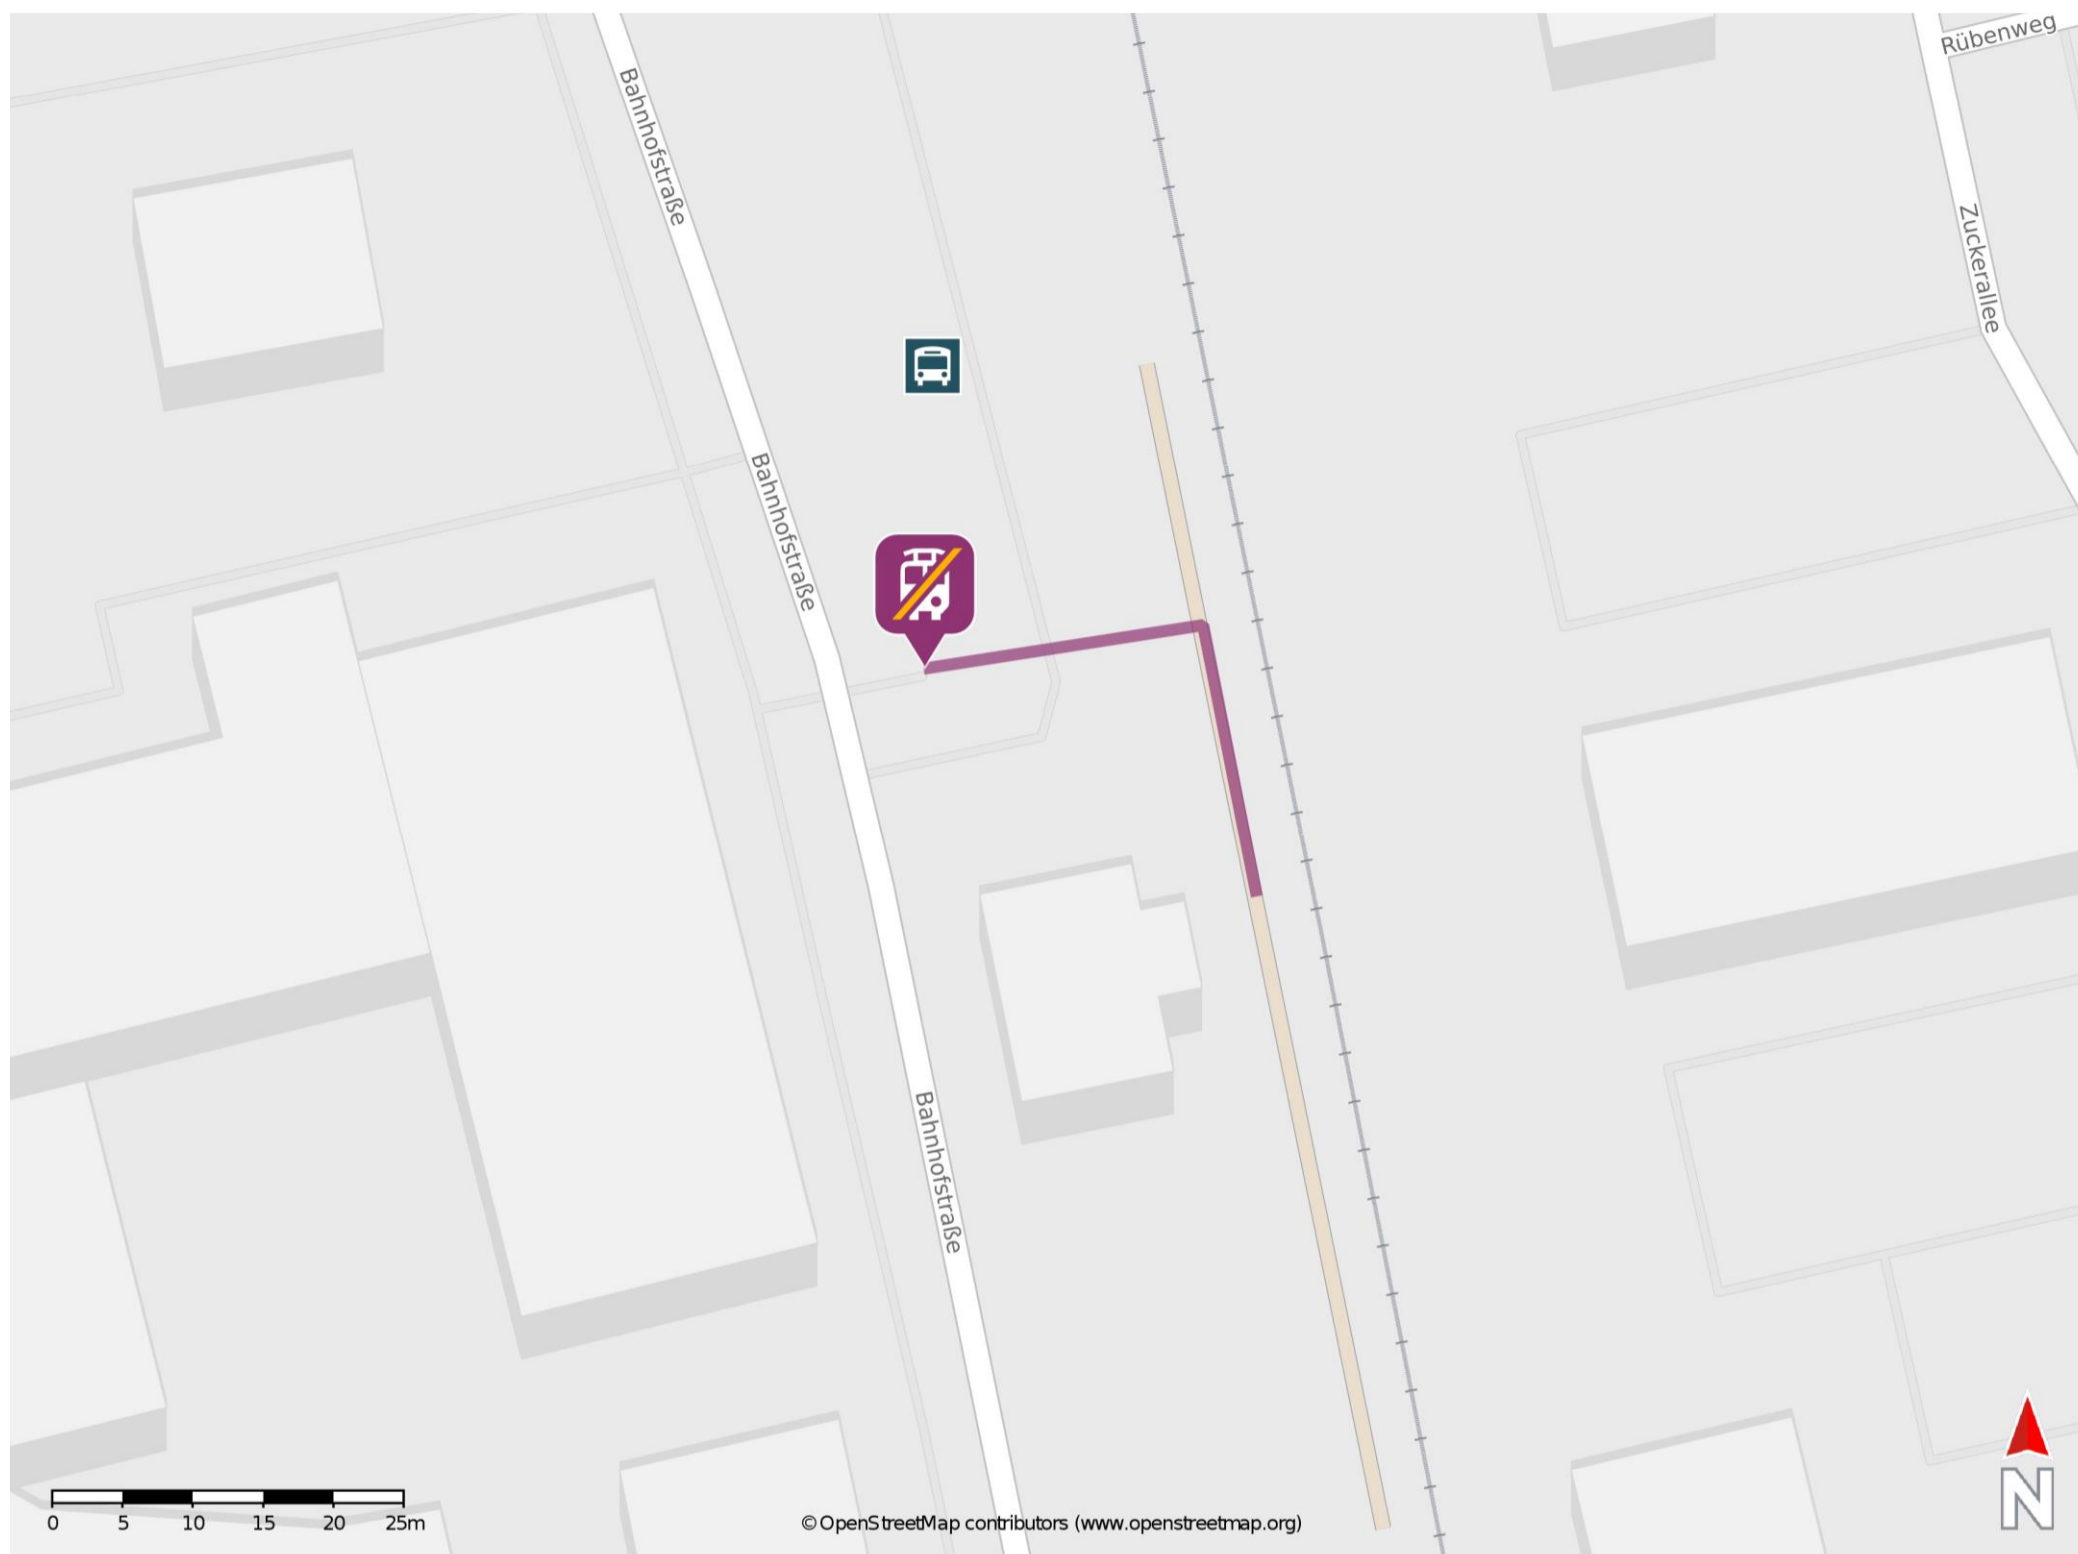 Rübenweg
Bahnhofstraße
Zuckerallee
Bahnhofstraße
Bahnhofstraße
0 5 10 15 20 25m
© OpenStreetMap contributors (www.openstreetmap.org)
N